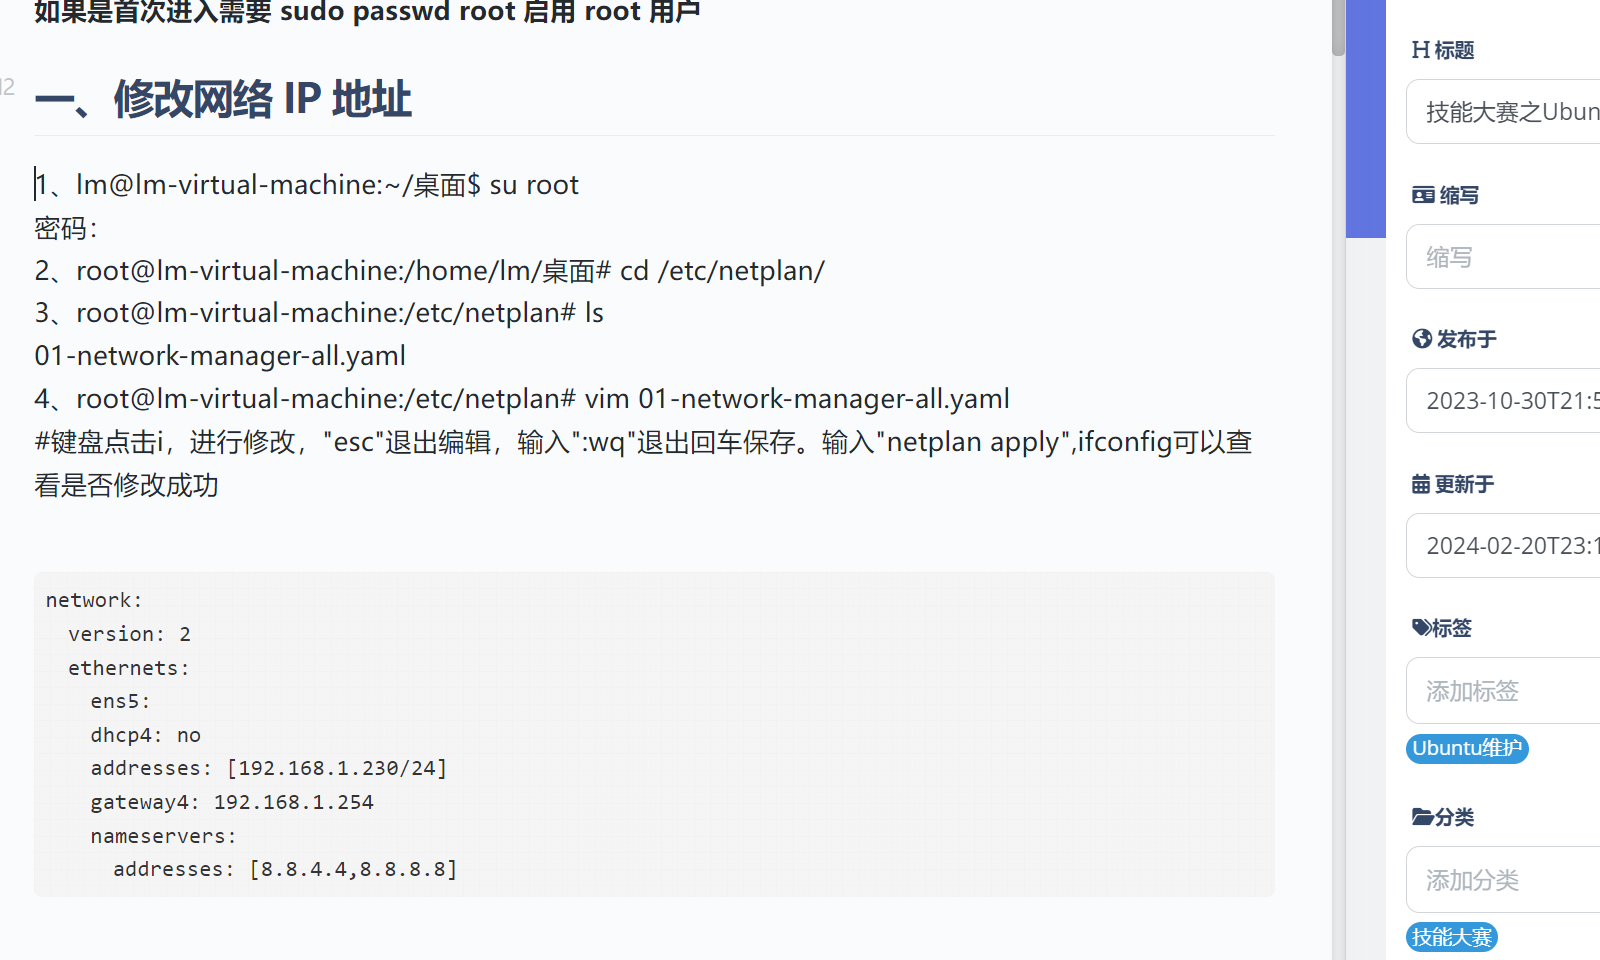 如果是首次进入需要 sudo passwd root 启用 root 用户
一、修改网络 IP 地址
1、lm@lm-virtual-machine:~/桌面$ su root
密码：
2、root@lm-virtual-machine:/home/lm/桌面# cd /etc/netplan/
3、root@lm-virtual-machine:/etc/netplan# ls
01-network-manager-all.yaml
4、root@lm-virtual-machine:/etc/netplan# vim 01-network-manager-all.yaml
#键盘点击i，进行修改，"esc"退出编辑，输入":wq"退出回车保存。输入"netplan apply",ifconfig可以查
看是否修改成功
network:
  version: 2
  ethernets:
    ens5:
    dhcp4: no
    addresses: [192.168.1.230/24]
    gateway4: 192.168.1.254
    nameservers:
      addresses: [8.8.4.4,8.8.8.8]
标题
技能大赛之Ubun
缩写
缩写
发布于
2023-10-30T21:5
更新于
2024-02-20T23:1
标签
添加标签
Ubuntu维护
分类
添加分类
技能大赛